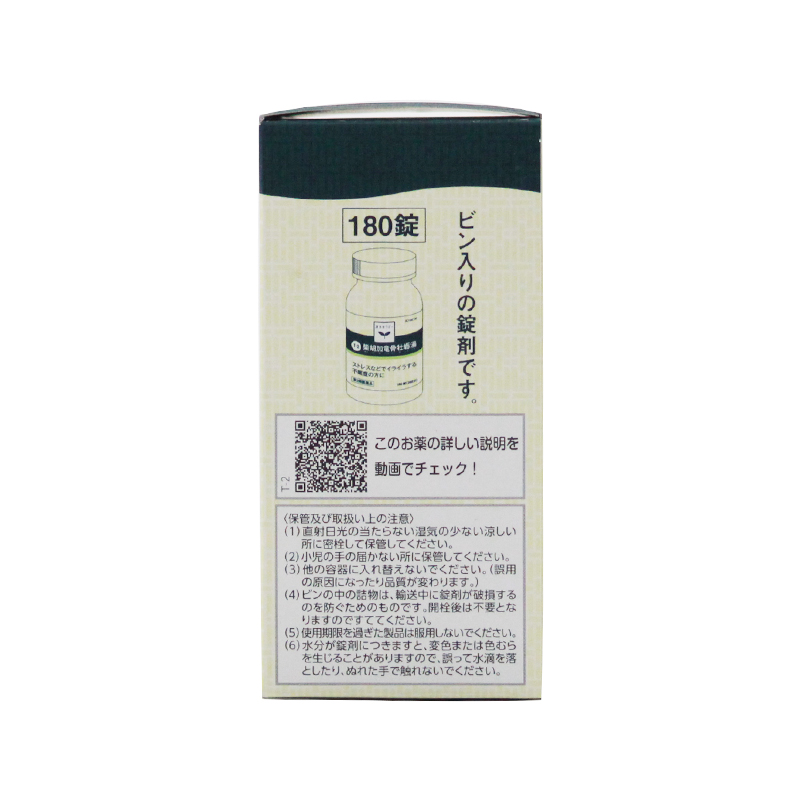 180錠
ビン入りの錠剤です。
柴胡加竜骨牡蛎湯
ストレスなどでイライラする
不眠症の方に
T-2
このお薬の詳しい説明を
動画でチェック！
〈保管及び取扱い上の注意〉
(1)直射日光の当たらない湿気の少ない涼しい
所に密栓して保管してください。
(2)小児の手の届かない所に保管してください。
(3)他の容器に入れ替えないでください。(誤用
の原因になったり品質が変わります。)
(4)ビンの中の詰物は、輸送中に錠剤が破損する
のを防ぐためのものです。開栓後は不要とな
りますのですててください。
(5)使用期限を過ぎた製品は服用しないでください。
(6)水分が錠剤につきますと、変色または色むら
を生じることがありますので、誤って水滴を落
としたり、ぬれた手で触れないでください。